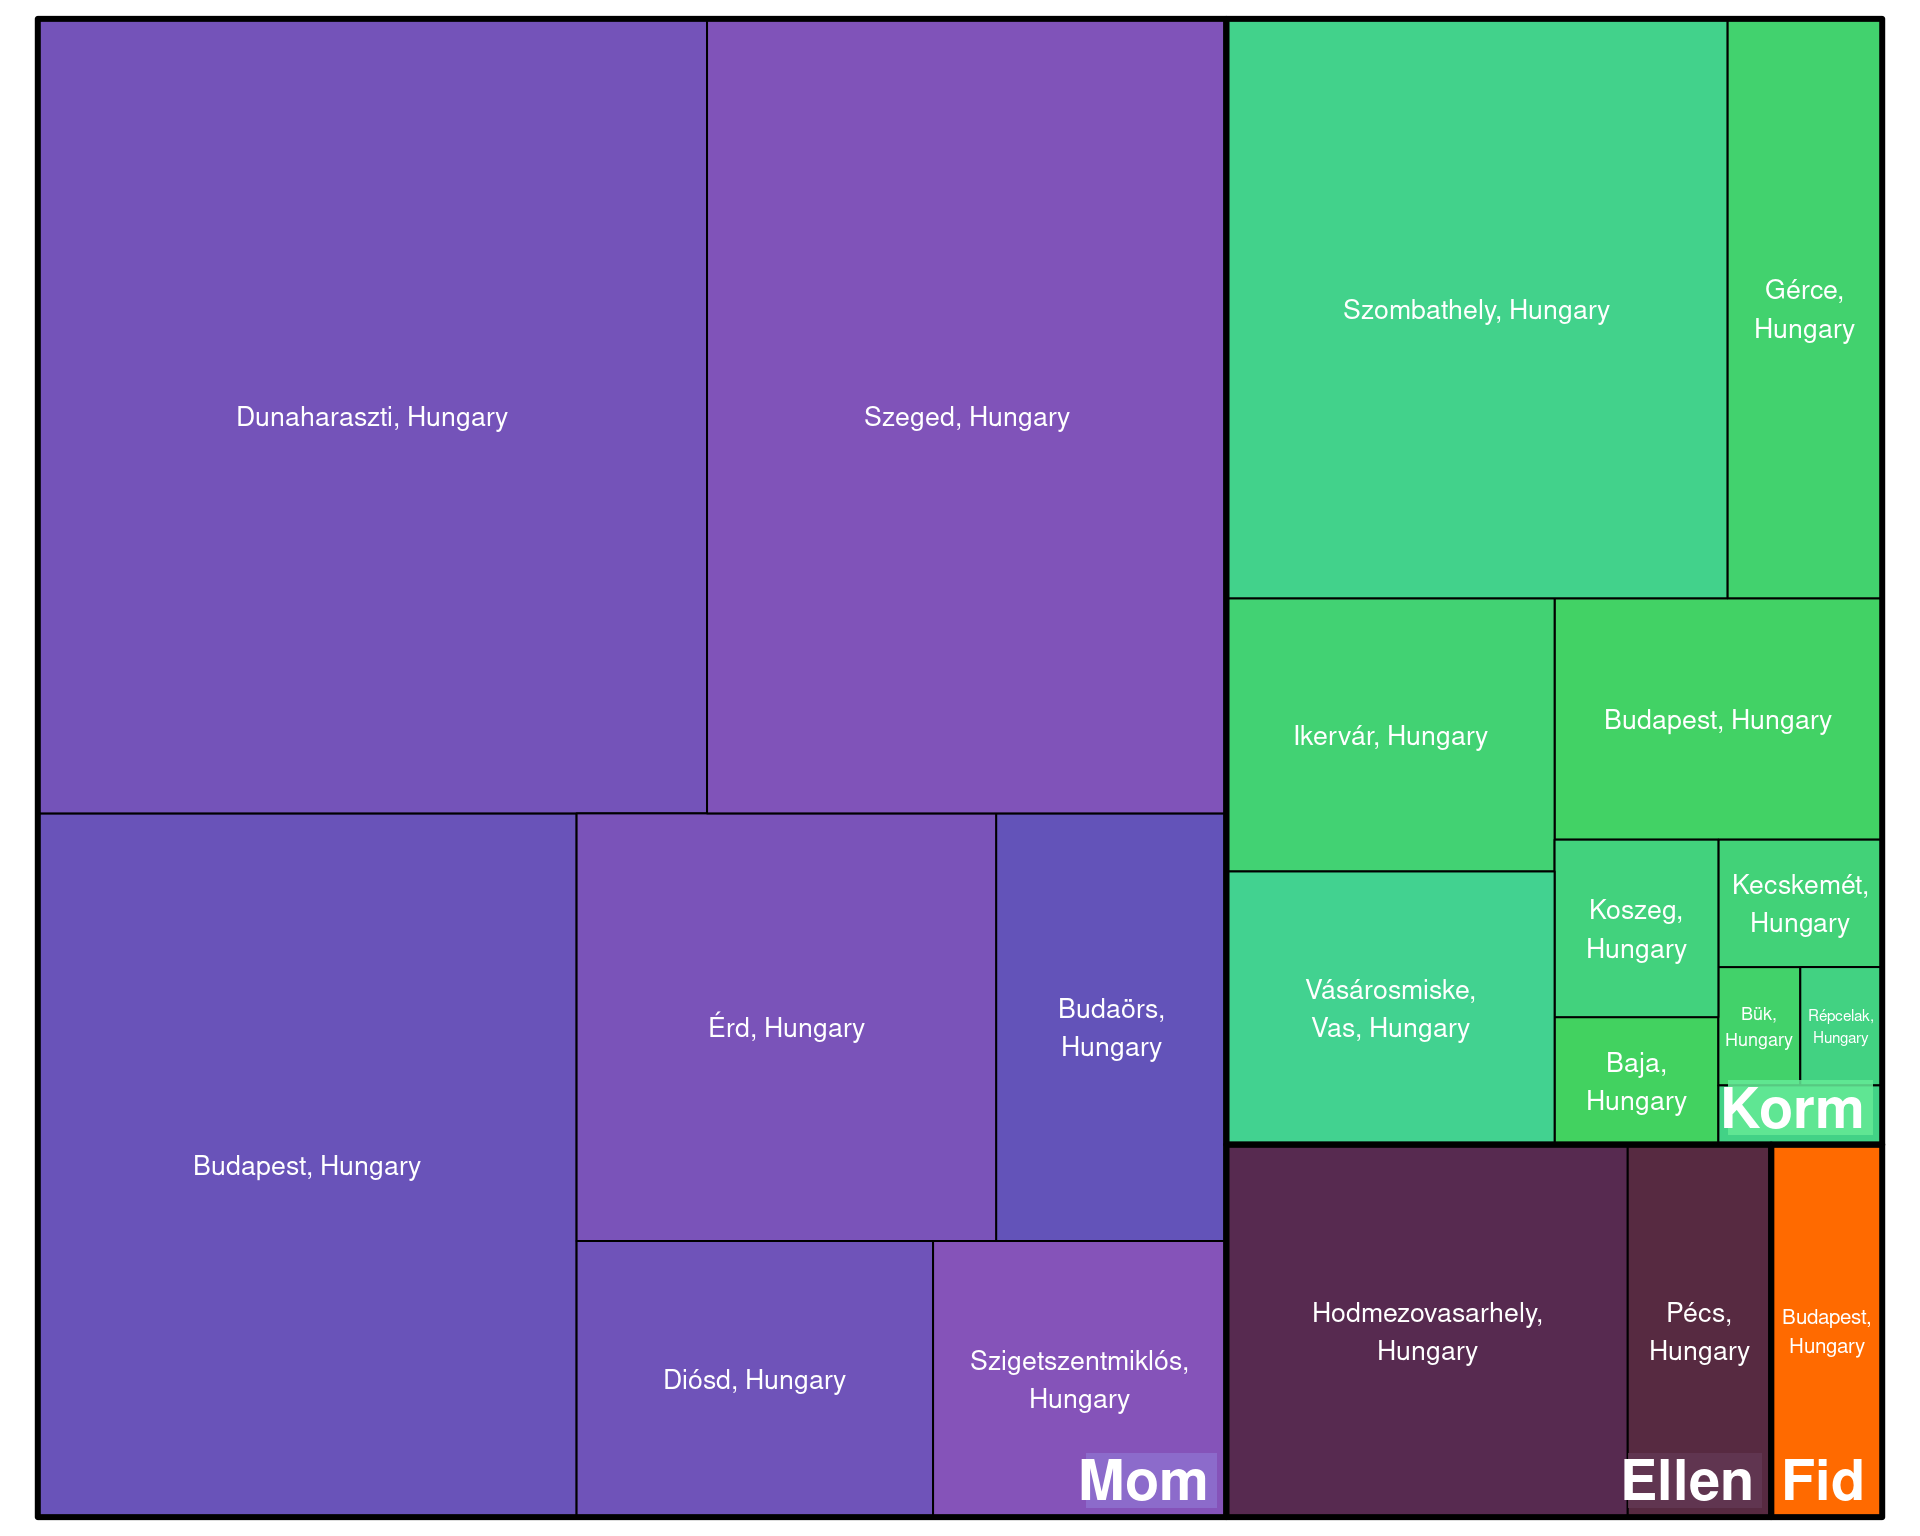 Dunaharaszti, Hungary
Szeged, Hungary
Budapest, Hungary
Érd, Hungary
Budaörs,
Hungary
Diósd, Hungary
Szigetszentmiklós,
Hungary
Mom
Szombathely, Hungary
Gérce,
Hungary
Ikervár, Hungary
Budapest, Hungary
Vásárosmiske,
Vas, Hungary
Koszeg,
Hungary
Kecskemét,
Hungary
Baja,
Hungary
Bük,
Hungary
Répcelak,
Hungary
Korm
Hodmezovasarhely,
Hungary
Pécs,
Hungary
Ellen
Budapest,
Hungary
Fid